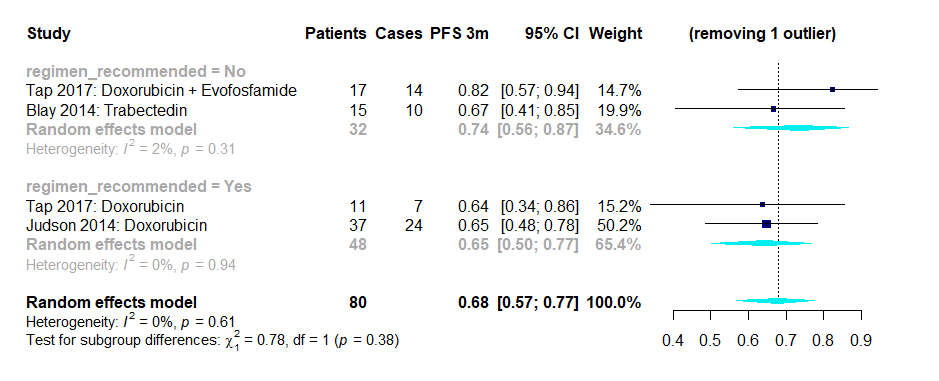 Study Patients Cases PFS 3m 95% CI Weight (removing 1 outlier)
regimen_recommended = No
Tap 2017: Doxorubicin + Evofosfamide 17 14 0.82 [0.57; 0.94] 14.7%
Blay 2014: Trabectedin 15 10 0.67 [0.41; 0.85] 19.9%
Random effects model 32 0.74 [0.56; 0.87] 34.6%
Heterogeneity: I² = 2%, p = 0.31
regimen_recommended = Yes
Tap 2017: Doxorubicin 11 7 0.64 [0.34; 0.86] 15.2%
Judson 2014: Doxorubicin 37 24 0.65 [0.48; 0.78] 50.2%
Random effects model 48 0.65 [0.50; 0.77] 65.4%
Heterogeneity: I² = 0%, p = 0.94
Random effects model 80 0.68 [0.57; 0.77] 100.0%
Heterogeneity: I² = 0%, p = 0.61
Test for subgroup differences: χ²₁ = 0.78, df = 1 (p = 0.38)
0.4 0.5 0.6 0.7 0.8 0.9